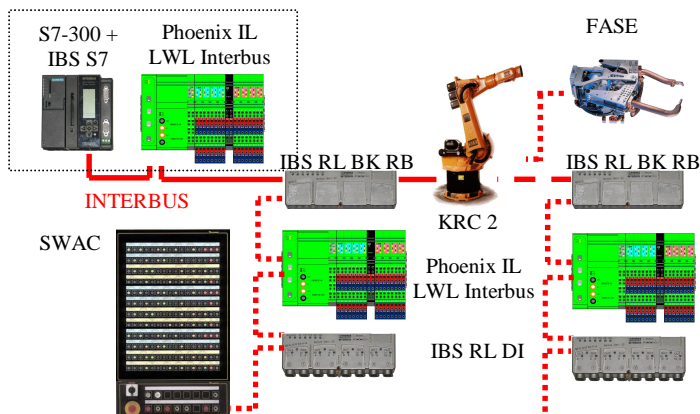 S7-300 +
IBS S7
Phoenix IL
LWL Interbus
FASE
IBS RL BK RB
IBS RL BK RB
INTERBUS
KRC 2
SWAC
Phoenix IL
LWL Interbus
IBS RL DI